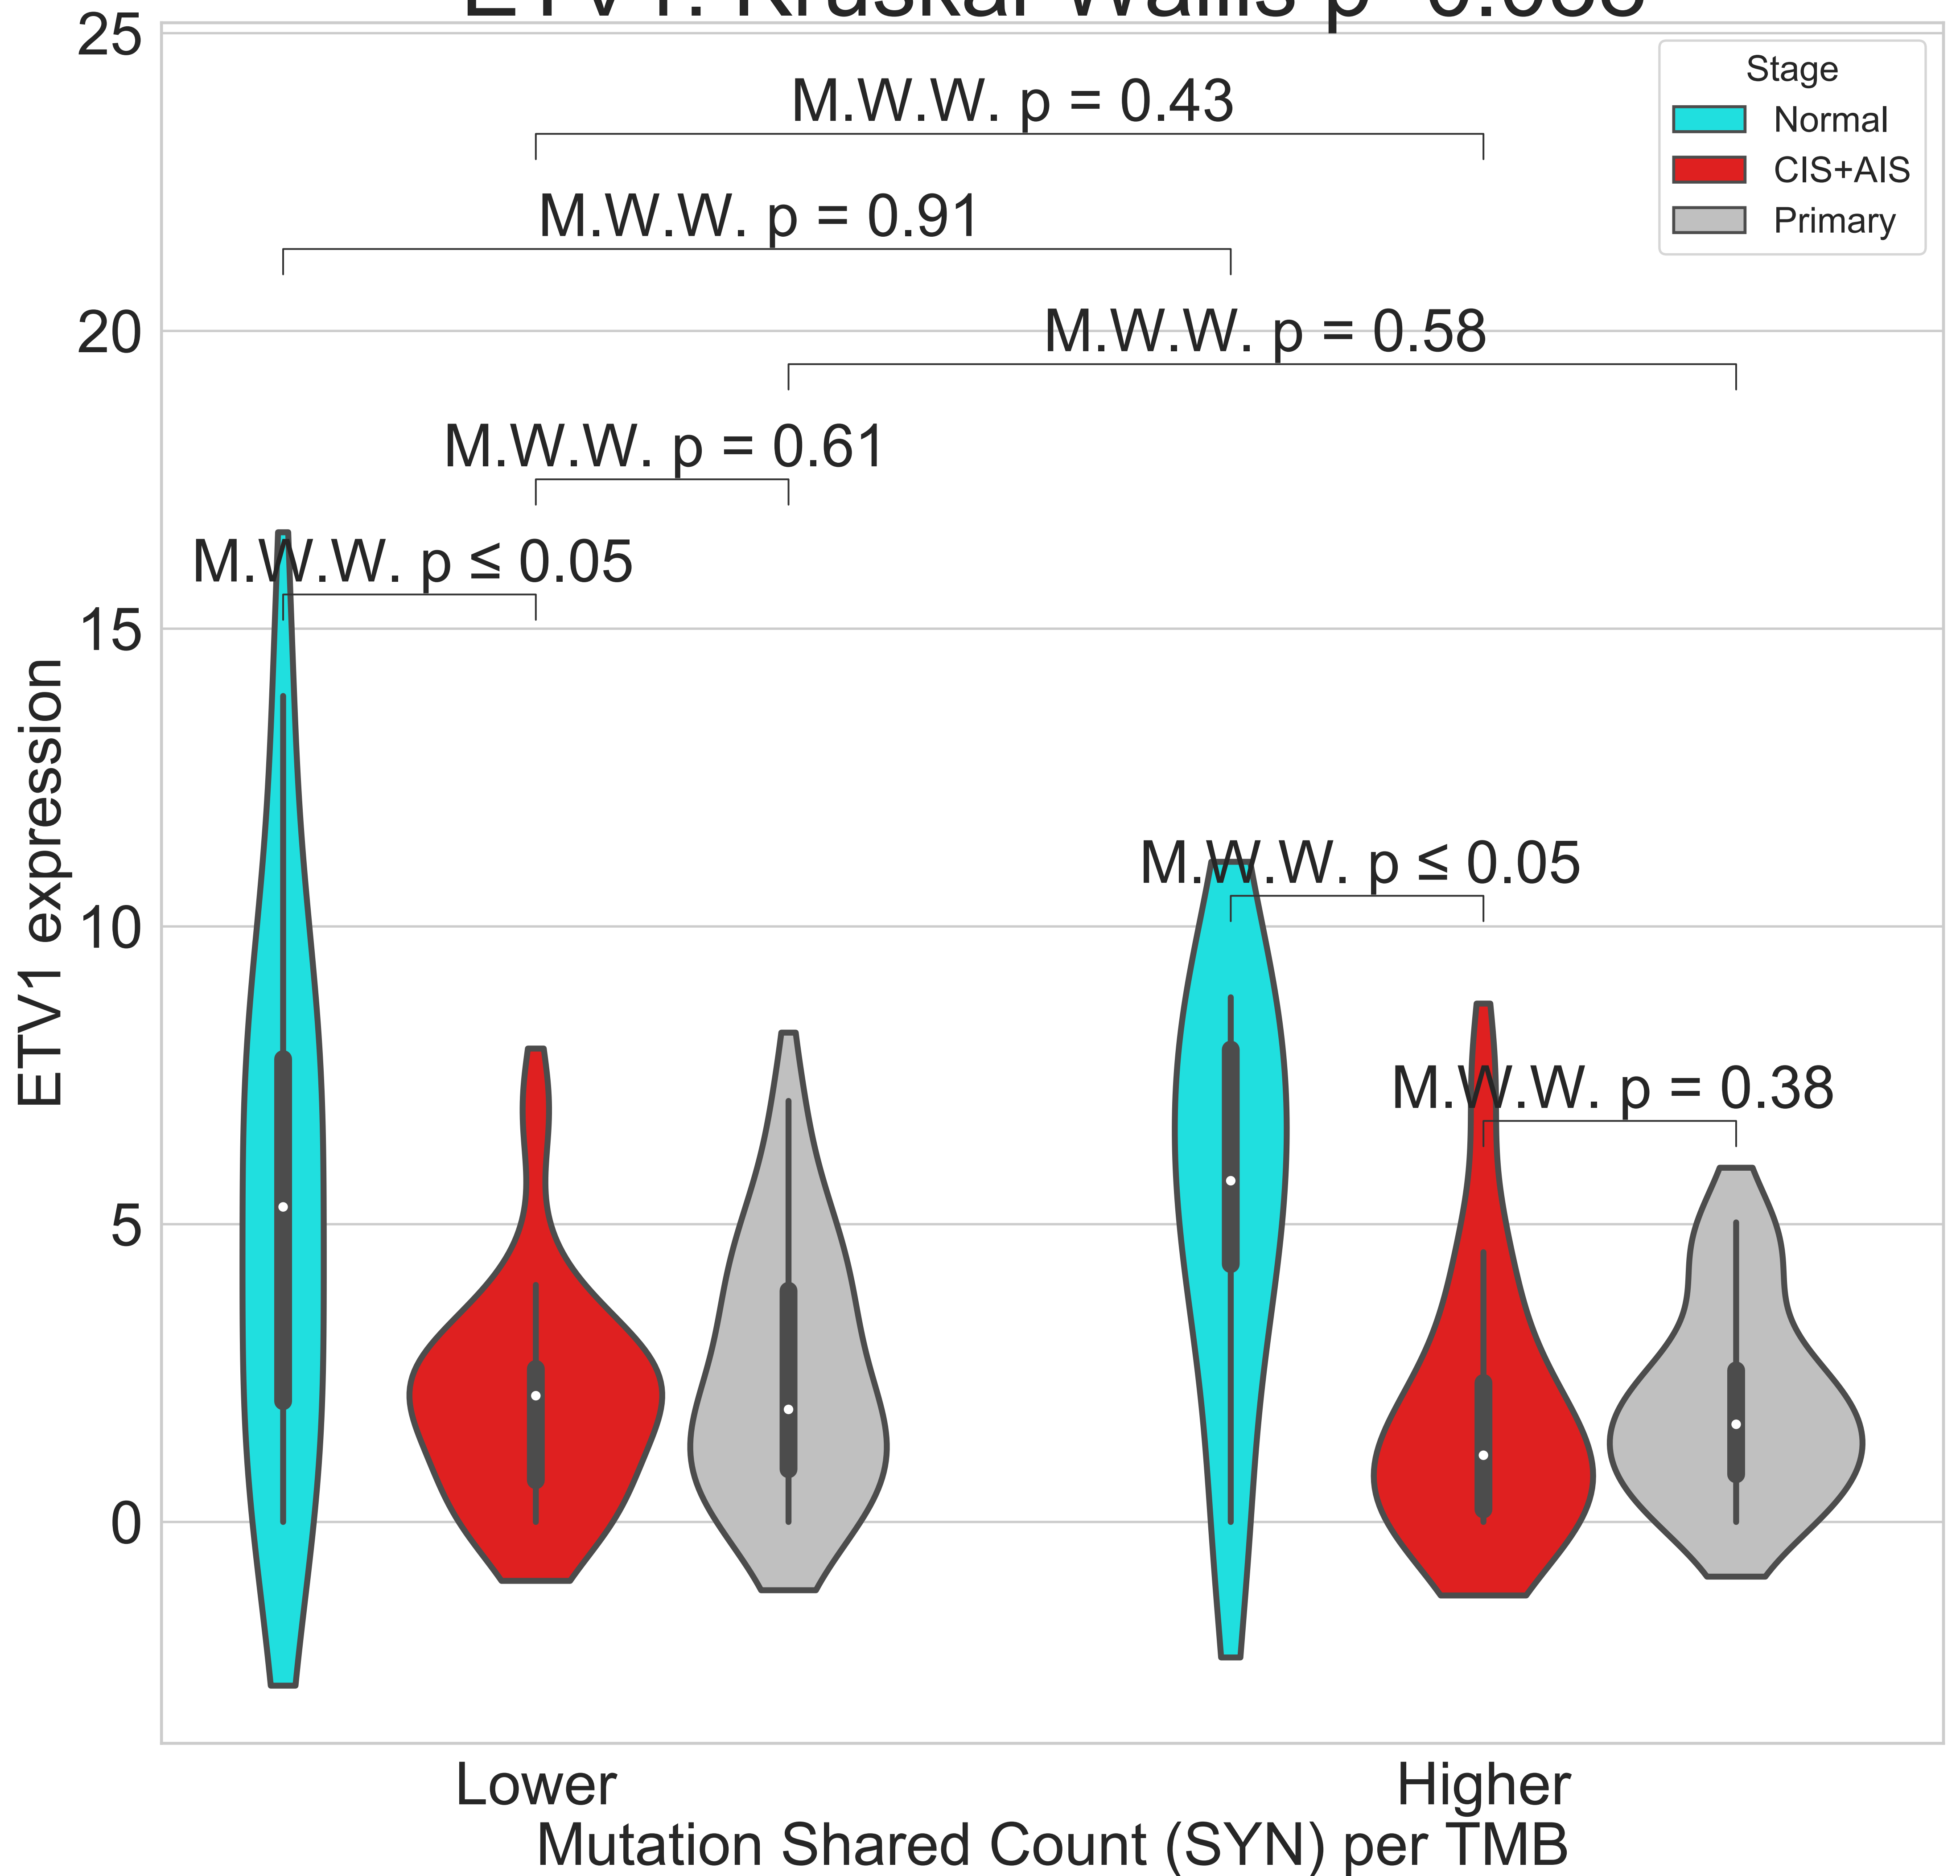 25
M.W.W. p = 0.43
M.W.W. p = 0.91
20
M.W.W. p = 0.58
M.W.W. p = 0.61
M.W.W. p ≤ 0.05
15
M.W.W. p ≤ 0.05
10
M.W.W. p = 0.38
5
0
ETV1 expression
Stage
Normal
CIS+AIS
Primary
Lower
Higher
Mutation Shared Count (SYN) per TMB